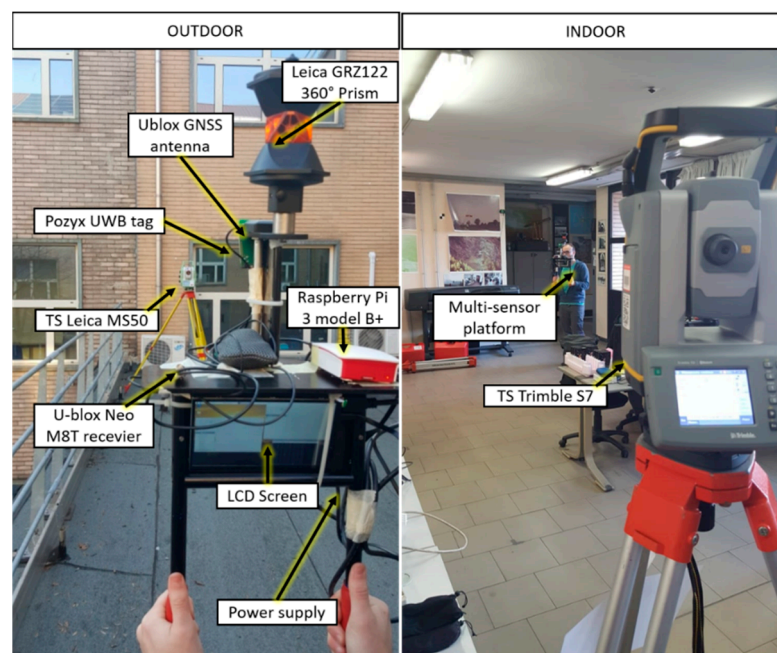 OUTDOOR
INDOOR
Leica GRZ122
360° Prism
Ublox GNSS
antenna
Pozyx UWB tag
TS Leica MS50
Raspberry Pi
3 model B+
U-blox Neo
M8T recevier
LCD Screen
Power supply
Multi-sensor
platform
TS Trimble S7
Trimble